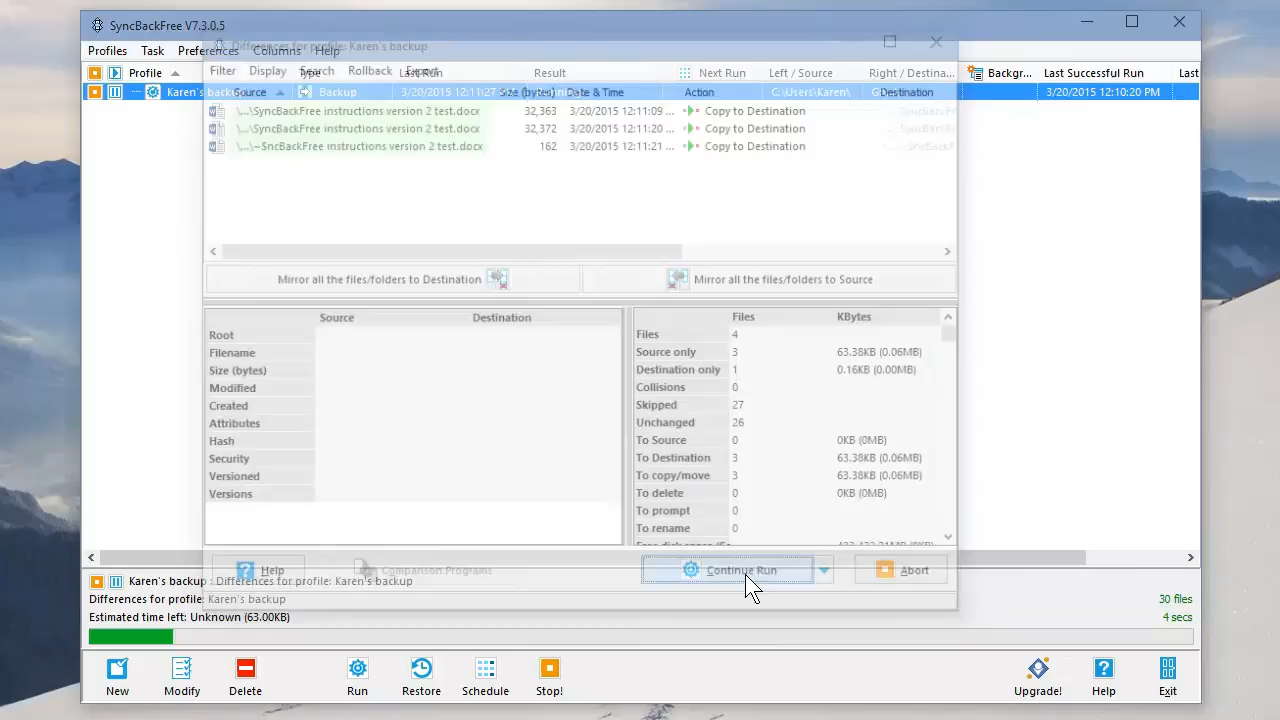 SyncBackFree V7.3.0.5
Differences for profile: Karen's backup
Profiles Task Preferences Columns Help
Filter Display Search Rollback Export
Profile Type Last Run Result Next Run Left / Source Right / Destina... Backgr... Last Successful Run Last
Karen's backup Backup 3/20/2015 12:11:27 C:\Users\Karen\ 3/20/2015 12:10:20 PM
Source Size (bytes) Date & Time Action Destination
\...\SyncBackFree instructions version 2 test.docx 32,363 3/20/2015 12:11:09 ... Copy to Destination
\...\SyncBackFree instructions version 2 test.docx 32,372 3/20/2015 12:11:20 ... Copy to Destination
\...\~$ncBackFree instructions version 2 test.docx 162 3/20/2015 12:11:21 ... Copy to Destination
Mirror all the files/folders to Destination Mirror all the files/folders to Source
Source Destination
Root
Filename
Size (bytes)
Modified
Created
Attributes
Hash
Security
Versioned
Versions
Files KBytes
Files 4
Source only 3 63.38KB (0.06MB)
Destination only 1 0.16KB (0.00MB)
Collisions 0
Skipped 27
Unchanged 26
To Source 0 0KB (0MB)
To Destination 3 63.38KB (0.06MB)
To copy/move 3 63.38KB (0.06MB)
To delete 0 0KB (0MB)
To prompt 0
To rename 0
Help Comparison Programs Continue Run Abort
Karen's backup : Differences for profile: Karen's backup
Differences for profile: Karen's backup 30 files
Estimated time left: Unknown (63.00KB) 4 secs
New Modify Delete Run Restore Schedule Stop! Upgrade! Help Exit